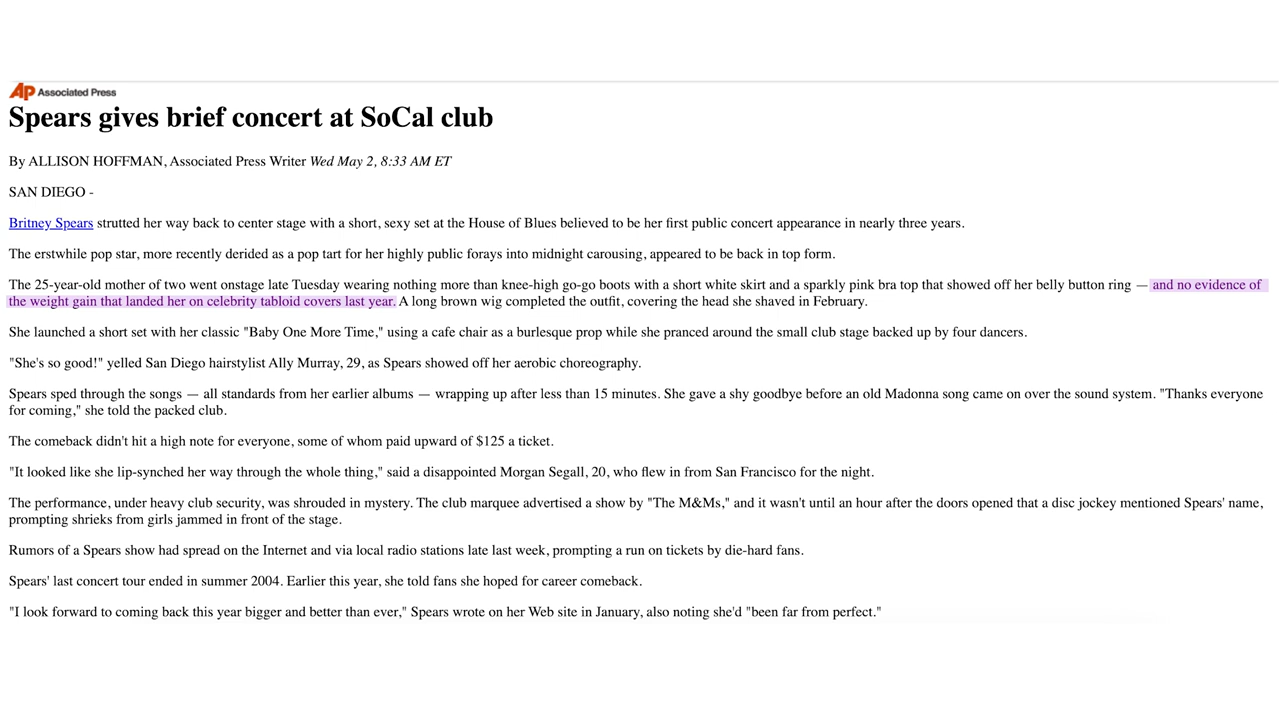 AP Associated Press
Spears gives brief concert at SoCal club
By ALLISON HOFFMAN, Associated Press Writer Wed May 2, 8:33 AM ET
SAN DIEGO -
Britney Spears strutted her way back to center stage with a short, sexy set at the House of Blues believed to be her first public concert appearance in nearly three years.
The erstwhile pop star, more recently derided as a pop tart for her highly public forays into midnight carousing, appeared to be back in top form.
The 25-year-old mother of two went onstage late Tuesday wearing nothing more than knee-high go-go boots with a short white skirt and a sparkly pink bra top that showed off her belly button ring — and no evidence of
the weight gain that landed her on celebrity tabloid covers last year. A long brown wig completed the outfit, covering the head she shaved in February.
She launched a short set with her classic "Baby One More Time," using a cafe chair as a burlesque prop while she pranced around the small club stage backed up by four dancers.
"She's so good!" yelled San Diego hairstylist Ally Murray, 29, as Spears showed off her aerobic choreography.
Spears sped through the songs — all standards from her earlier albums — wrapping up after less than 15 minutes. She gave a shy goodbye before an old Madonna song came on over the sound system. "Thanks everyone
for coming," she told the packed club.
The comeback didn't hit a high note for everyone, some of whom paid upward of $125 a ticket.
"It looked like she lip-synched her way through the whole thing," said a disappointed Morgan Segall, 20, who flew in from San Francisco for the night.
The performance, under heavy club security, was shrouded in mystery. The club marquee advertised a show by "The M&Ms," and it wasn't until an hour after the doors opened that a disc jockey mentioned Spears' name,
prompting shrieks from girls jammed in front of the stage.
Rumors of a Spears show had spread on the Internet and via local radio stations late last week, prompting a run on tickets by die-hard fans.
Spears' last concert tour ended in summer 2004. Earlier this year, she told fans she hoped for career comeback.
"I look forward to coming back this year bigger and better than ever," Spears wrote on her Web site in January, also noting she'd "been far from perfect."